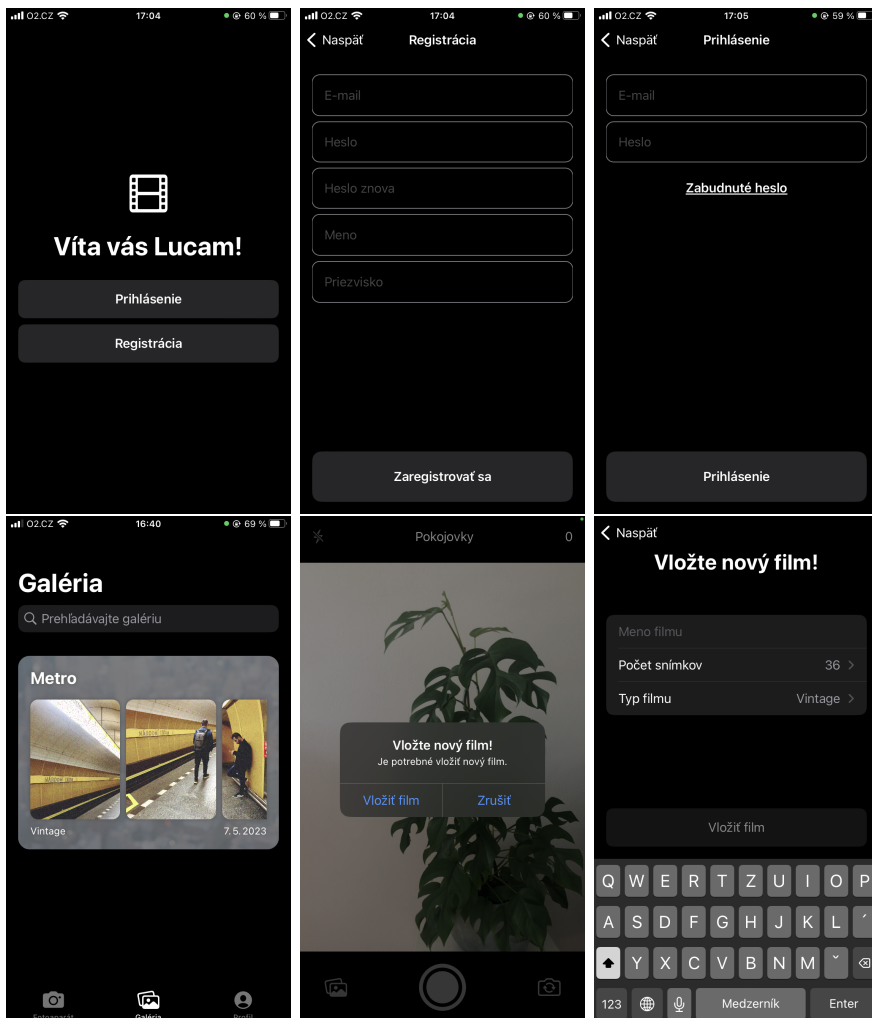 O2.CZ 17:04 60 %
Víta vás Lucam!
Prihlásenie
Registrácia
O2.CZ 17:04 60 %
Naspäť Registrácia
E-mail
Heslo
Heslo znova
Meno
Priezvisko
Zaregistrovať sa
O2.CZ 17:05 59 %
Naspäť Prihlásenie
E-mail
Heslo
Zabudnuté heslo
Prihlásenie
O2.CZ 16:40 69 %
Galéria
Prehľadávajte galériu
Metro
Vintage 7. 5. 2023
Fotoaparát Galéria Profil
Pokojovky 0
Vložte nový film!
Je potrebné vložiť nový film.
Vložiť film Zrušiť
Naspäť
Vložte nový film!
Meno filmu
Počet snímkov 36
Typ filmu Vintage
Vložiť film
Q W E R T Z U I O P
A S D F G H J K L ´
Y X C V B N M ˇ
123 Medzerník Enter